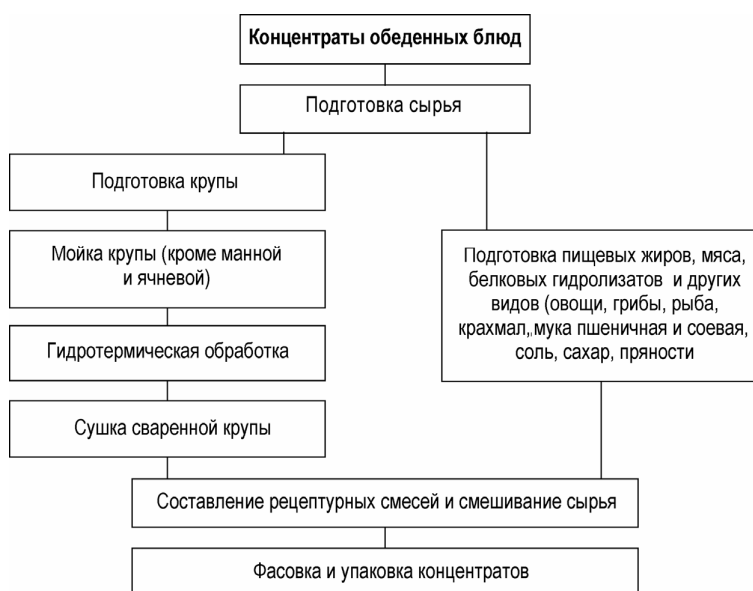 Концентраты обеденных блюд
Подготовка сырья
Подготовка крупы
Мойка крупы (кроме манной
и ячневой)
Гидротермическая обработка
Сушка сваренной крупы
Подготовка пищевых жиров, мяса,
белковых гидролизатов и других
видов (овощи, грибы, рыба,
крахмал, мука пшеничная и соевая,
соль, сахар, пряности
Составление рецептурных смесей и смешивание сырья
Фасовка и упаковка концентратов